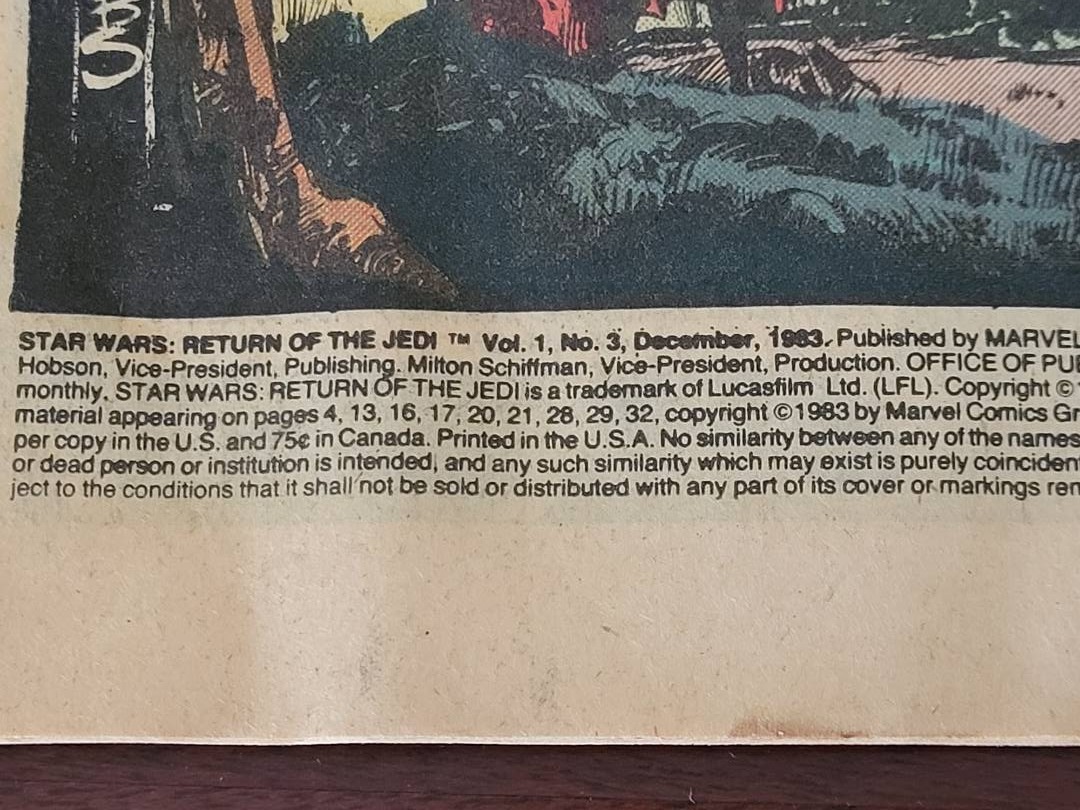 STAR WARS: RETURN OF THE JEDI ™ Vol. 1, No. 3, December, 1983. Published by MARVEL
Hobson, Vice-President, Publishing. Milton Schiffman, Vice-President, Production. OFFICE OF PU
monthly. STAR WARS: RETURN OF THE JEDI is a trademark of Lucasfilm Ltd. (LFL). Copyright ©
material appearing on pages 4, 13, 16, 17, 20, 21, 28, 29, 32, copyright © 1983 by Marvel Comics Gr
per copy in the U.S. and 75¢ in Canada. Printed in the U.S.A. No similarity between any of the names
or dead person or institution is intended, and any such similarity which may exist is purely coinciden
ject to the conditions that it shall not be sold or distributed with any part of its cover or markings rem